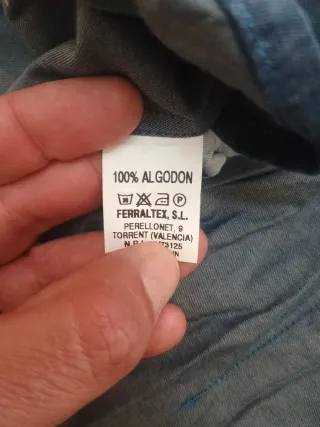 100% ALGODON
FERRALTEX, S.L.
PERELLONET, 9
TORRENT (VALENCIA)